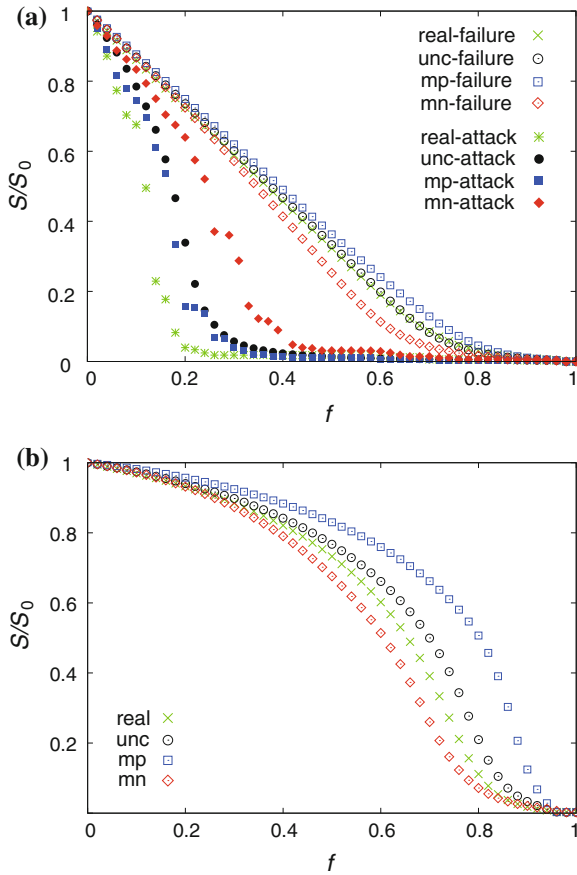 (a)
1
0.8
0.6
0.4
0.2
0
S/S0
real-failure
unc-failure
mp-failure
mn-failure
real-attack
unc-attack
mp-attack
mn-attack
0 0.2 0.4 0.6 0.8 1
f
(b)
1
0.8
0.6
0.4
0.2
S/S0
real
unc
mp
mn
0 0.2 0.4 0.6 0.8 1
f